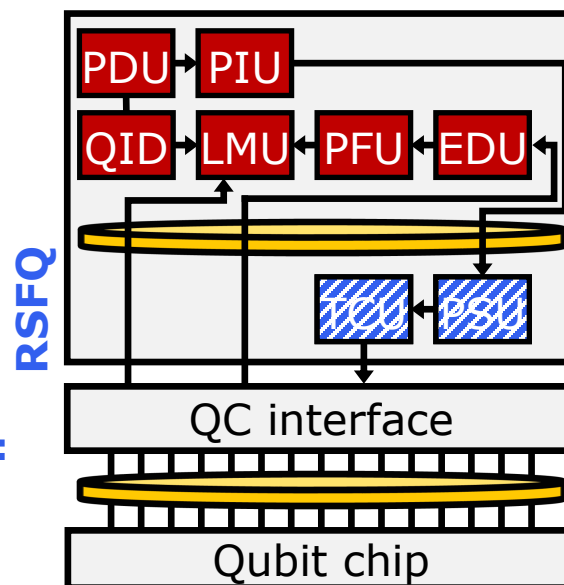 PDU PIU
QID LMU PFU EDU
RSFQ
TCU PSU
QC interface
Qubit chip